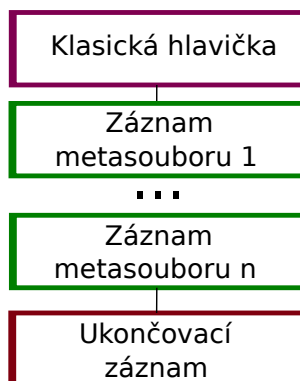 Klasická hlavička
Záznam
metasouboru 1
...
Záznam
metasouboru n
Ukončovací
záznam